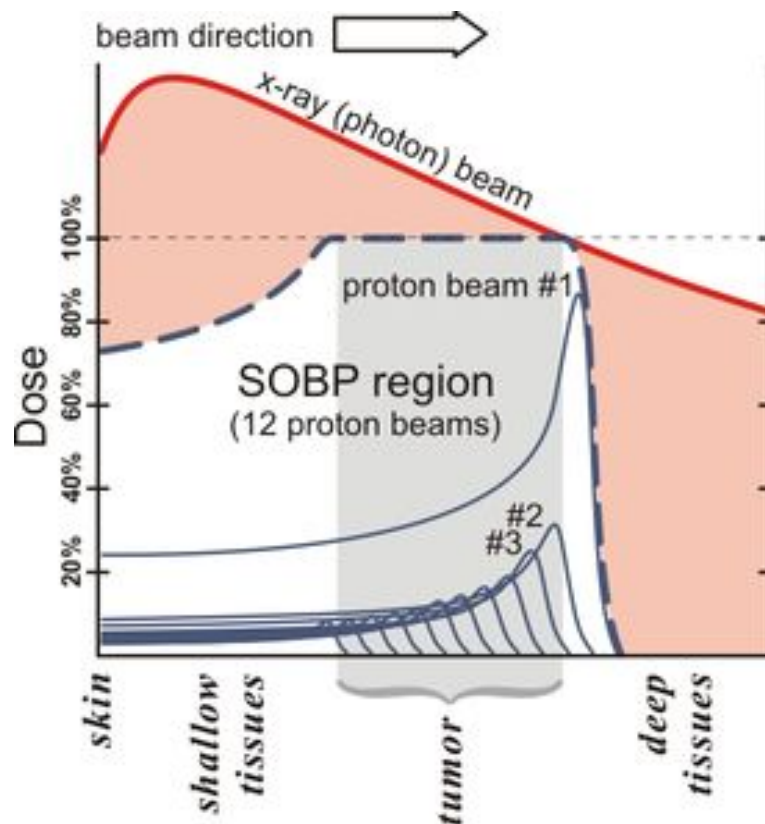 beam direction
x-ray (photon) beam
100%
80%
60%
40%
20%
Dose
proton beam #1
SOBP region
(12 proton beams)
#2
#3
skin
shallow
tissues
tumor
deep
tissues